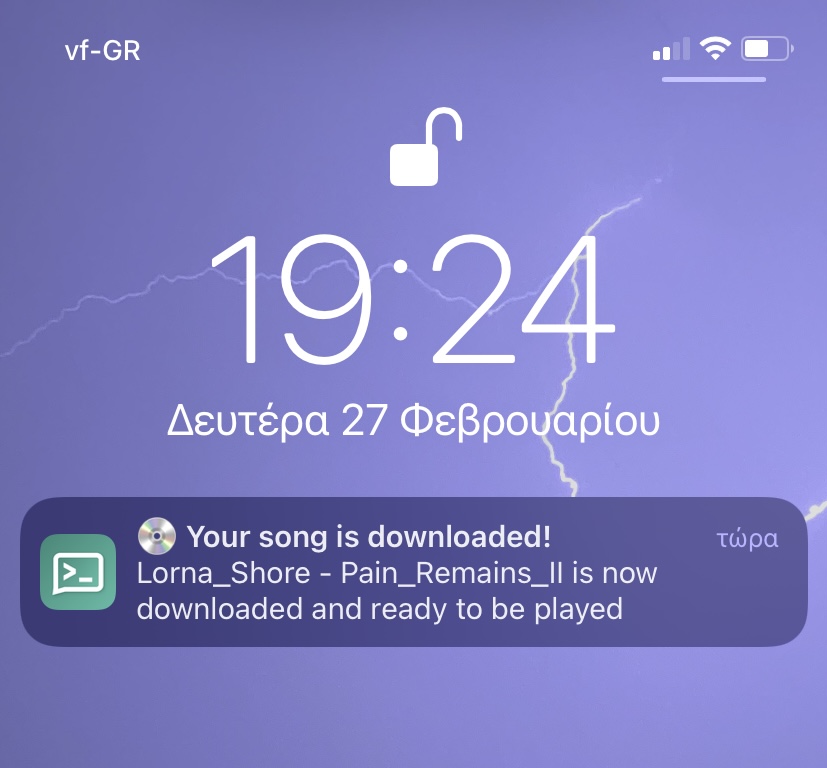 vf-GR
19:24
Δευτέρα 27 Φεβρουαρίου
Your song is downloaded!
τώρα
Lorna_Shore - Pain_Remains_II is now
downloaded and ready to be played